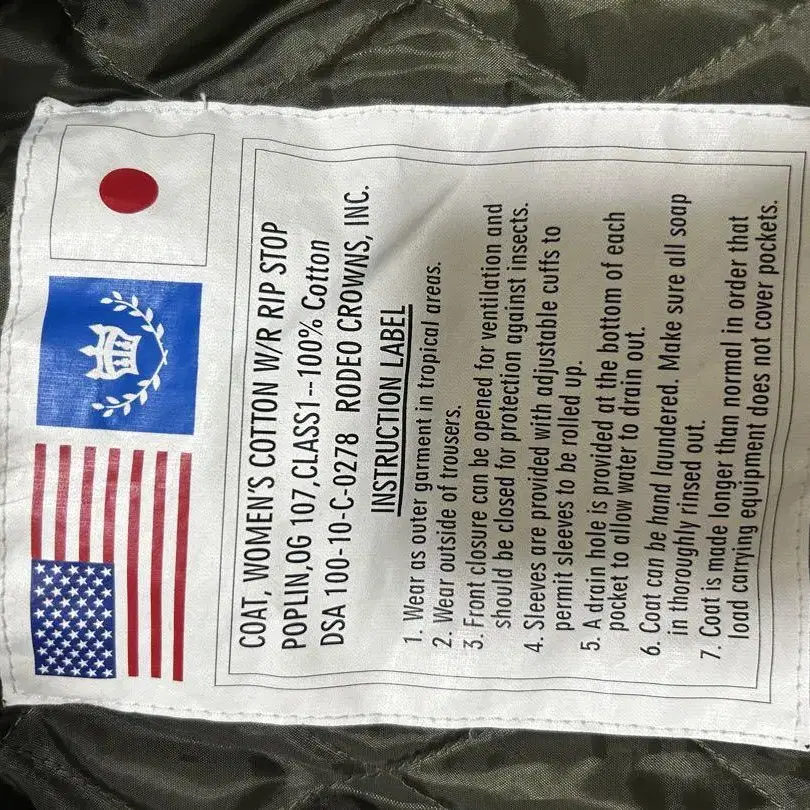 COAT, WOMEN'S COTTON W/R RIP STOP
POPLIN,OG 107,CLASS1--100% Cotton
DSA 100-10-C-0278 RODEO CROWNS, INC.
INSTRUCTION LABEL
1. Wear as outer garment in tropical areas.
2. Wear outside of trousers.
3. Front closure can be opened for ventilation and
should be closed for protection against insects.
4. Sleeves are provided with adjustable cuffs to
permit sleeves to be rolled up.
5. A drain hole is provided at the bottom of each
pocket to allow water to drain out.
6. Coat can be hand laundered. Make sure all soap
in thoroughly rinsed out.
7. Coat is made longer than normal in order that
load carrying equipment does not cover pockets.